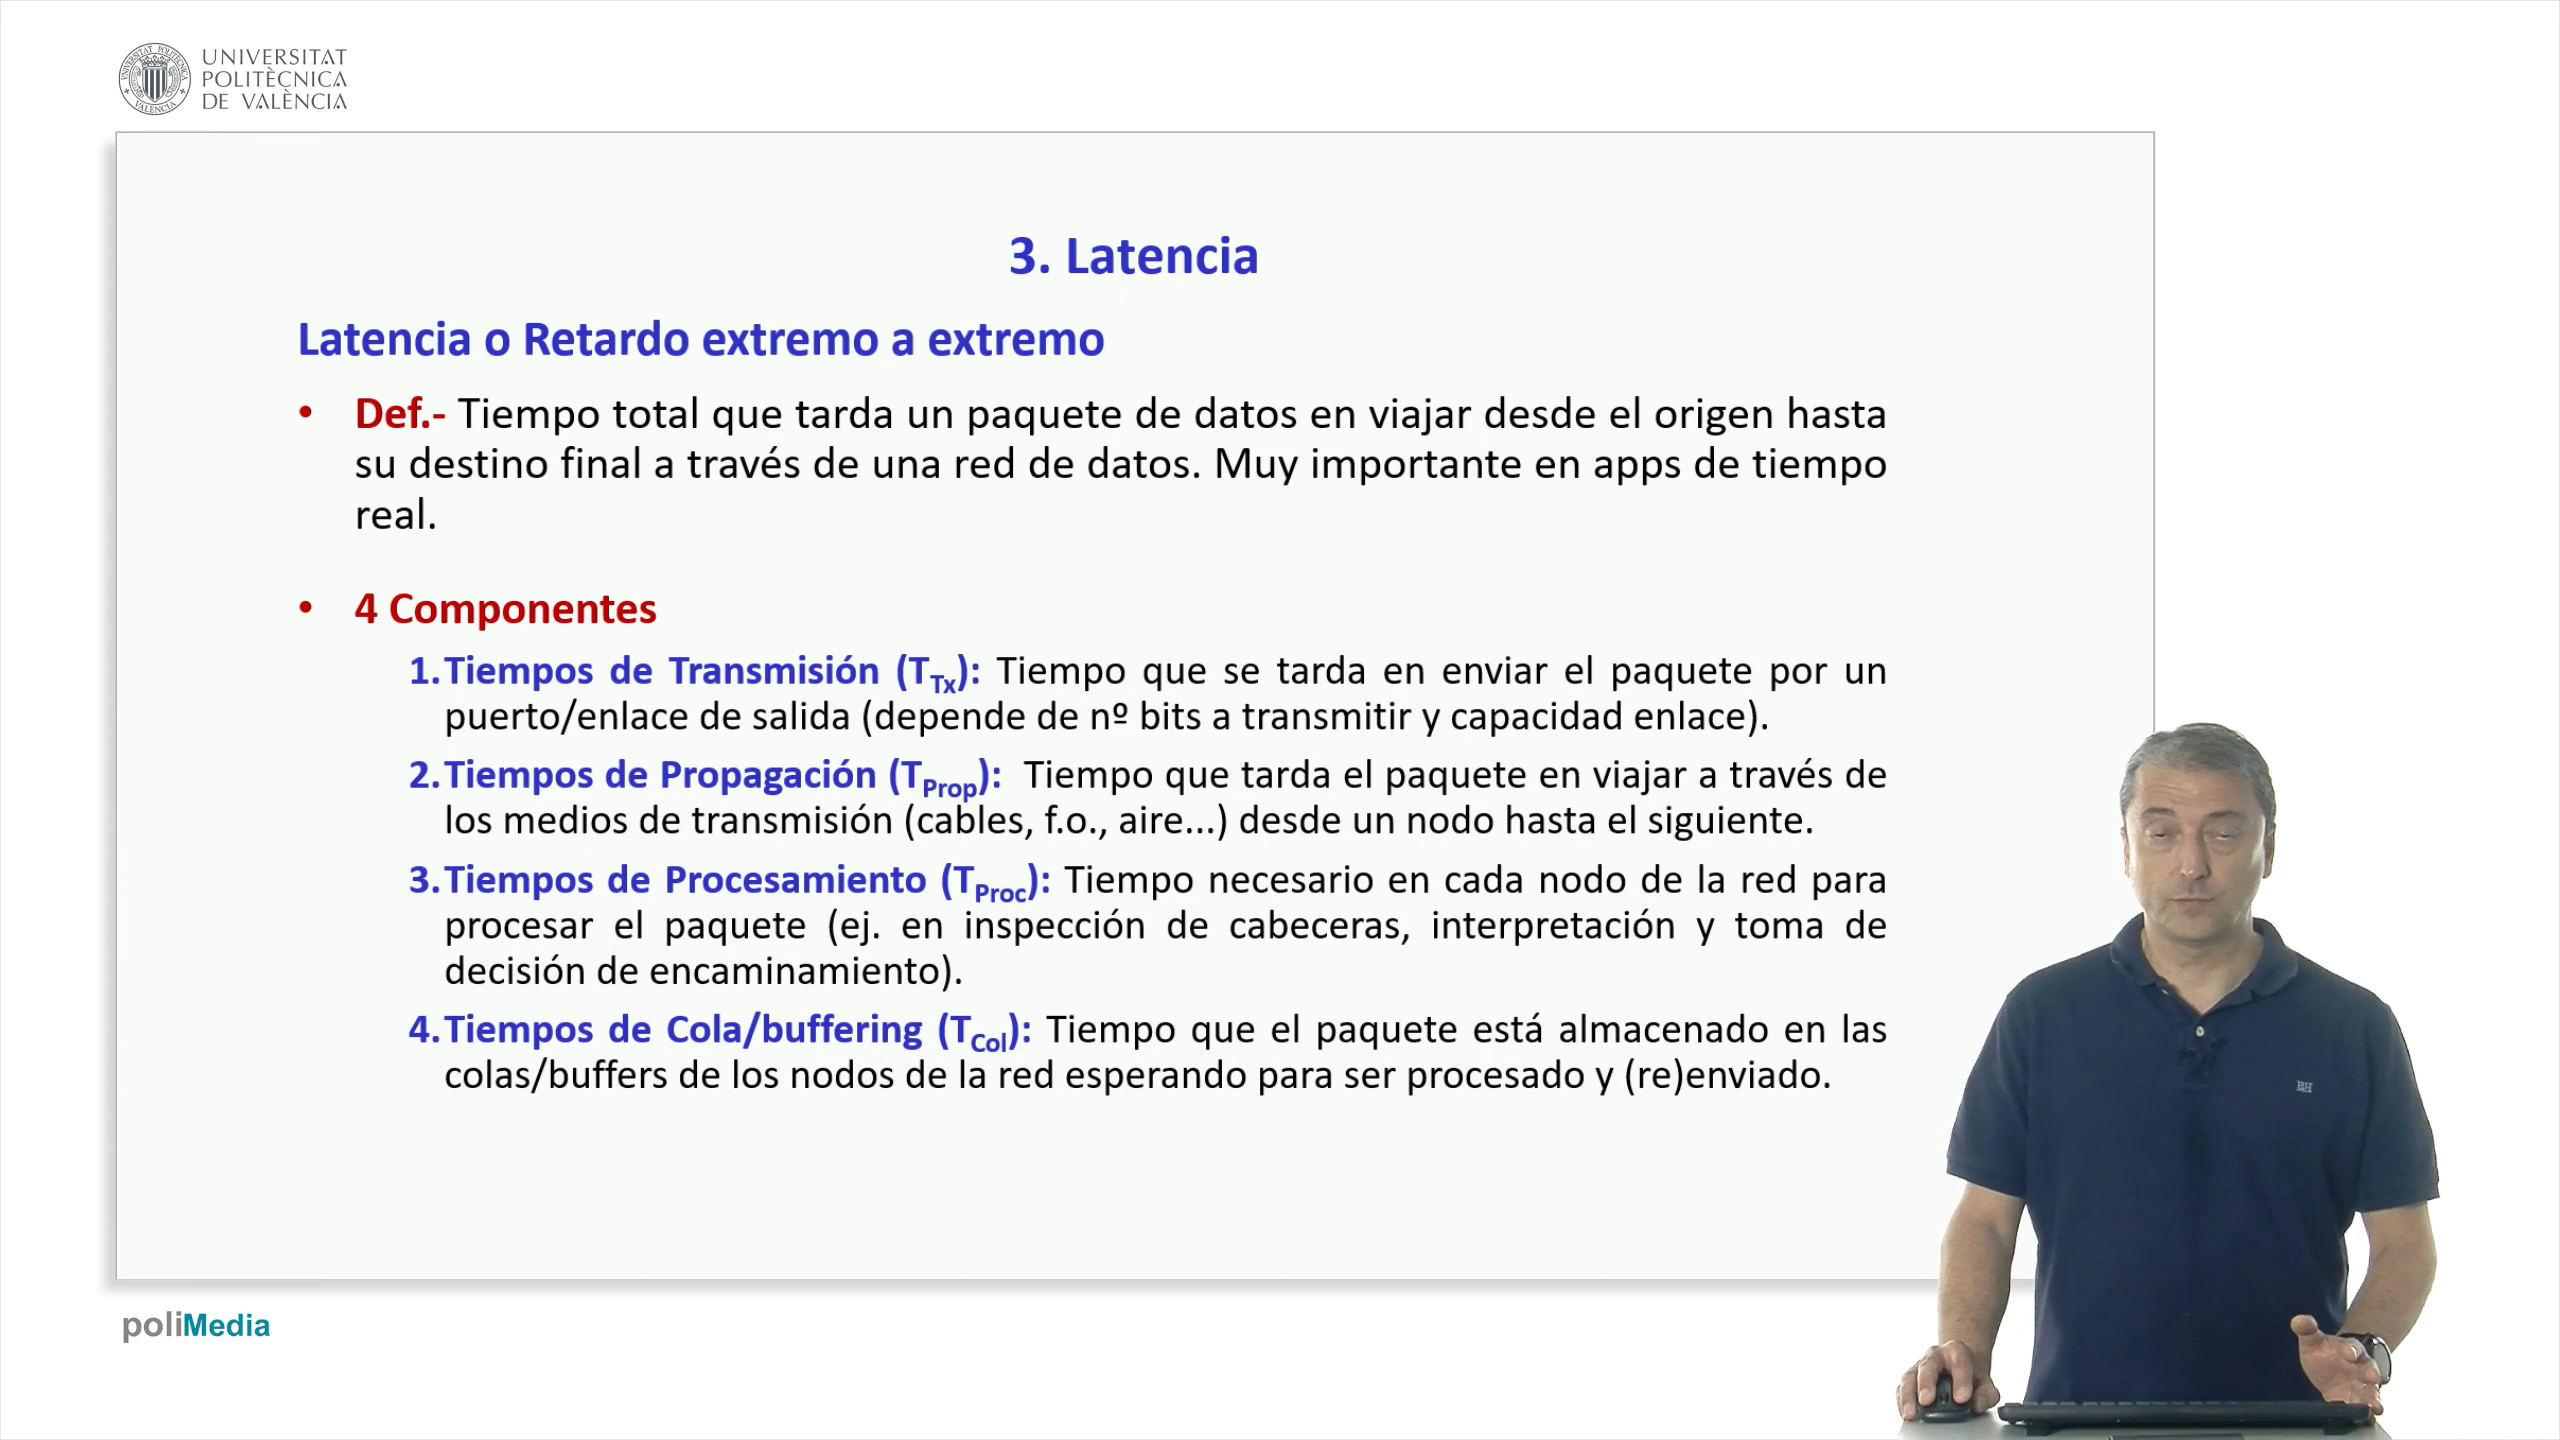 UNIVERSITAT
POLITÈCNICA
DE VALÈNCIA
3. Latencia
Latencia o Retardo extremo a extremo
• Def.- Tiempo total que tarda un paquete de datos en viajar desde el origen hasta
su destino final a través de una red de datos. Muy importante en apps de tiempo
real.
• 4 Componentes
1. Tiempos de Transmisión (TTx): Tiempo que se tarda en enviar el paquete por un
puerto/enlace de salida (depende de nº bits a transmitir y capacidad enlace).
2. Tiempos de Propagación (TProp): Tiempo que tarda el paquete en viajar a través de
los medios de transmisión (cables, f.o., aire...) desde un nodo hasta el siguiente.
3. Tiempos de Procesamiento (TProc): Tiempo necesario en cada nodo de la red para
procesar el paquete (ej. en inspección de cabeceras, interpretación y toma de
decisión de encaminamiento).
4. Tiempos de Cola/buffering (TCol): Tiempo que el paquete está almacenado en las
colas/buffers de los nodos de la red esperando para ser procesado y (re)enviado.
poliMedia